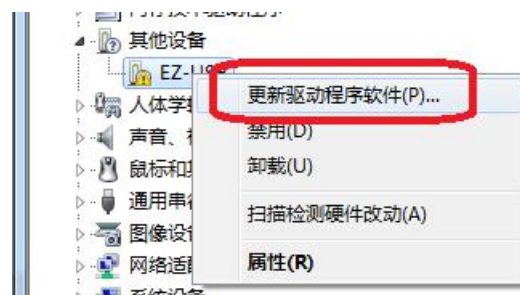 其他设备
EZ-USB
更新驱动程序软件(P)...
人体学
禁用(D)
声音、
卸载(U)
鼠标和
通用串
扫描检测硬件改动(A)
图像设
网络适
属性(R)